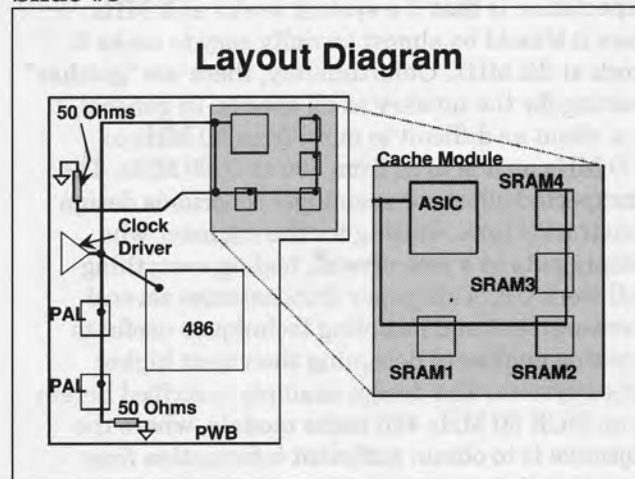 Layout Diagram
50 Ohms
Clock
Driver
PAL
486
PAL
50 Ohms
PWB
Cache Module
ASIC
SRAM4
SRAM3
SRAM1
SRAM2